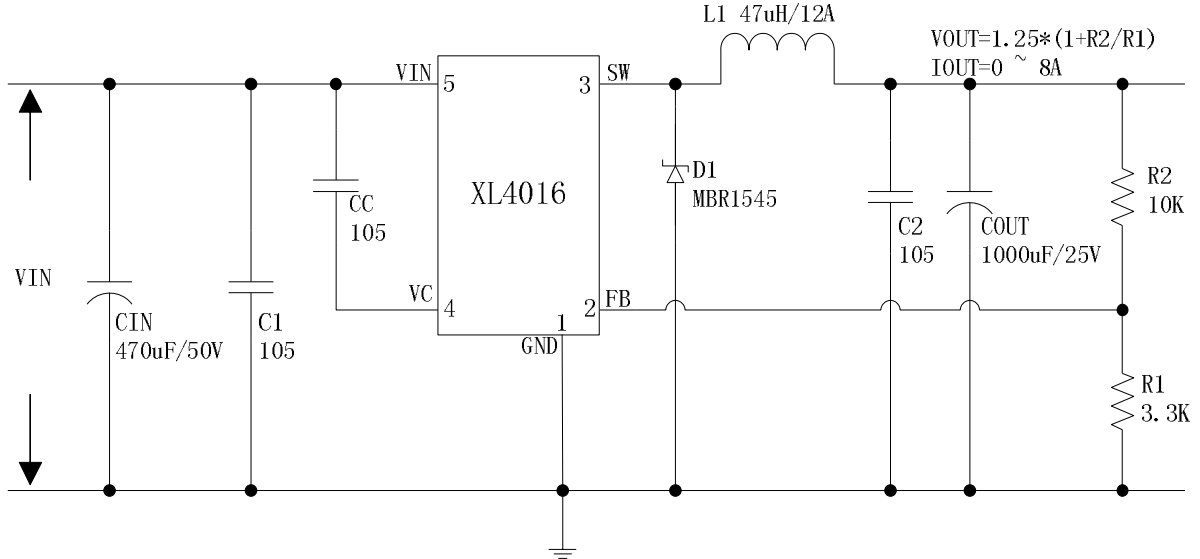 L1 47uH/12A
VOUT=1.25*(1+R2/R1)
IOUT=0 ~ 8A
VIN
5
3
SW
XL4016
D1
MBR1545
R2
10K
CC
105
C2
105
COUT
1000uF/25V
VIN
VC
4
2
FB
1
GND
CIN
470uF/50V
C1
105
R1
3.3K